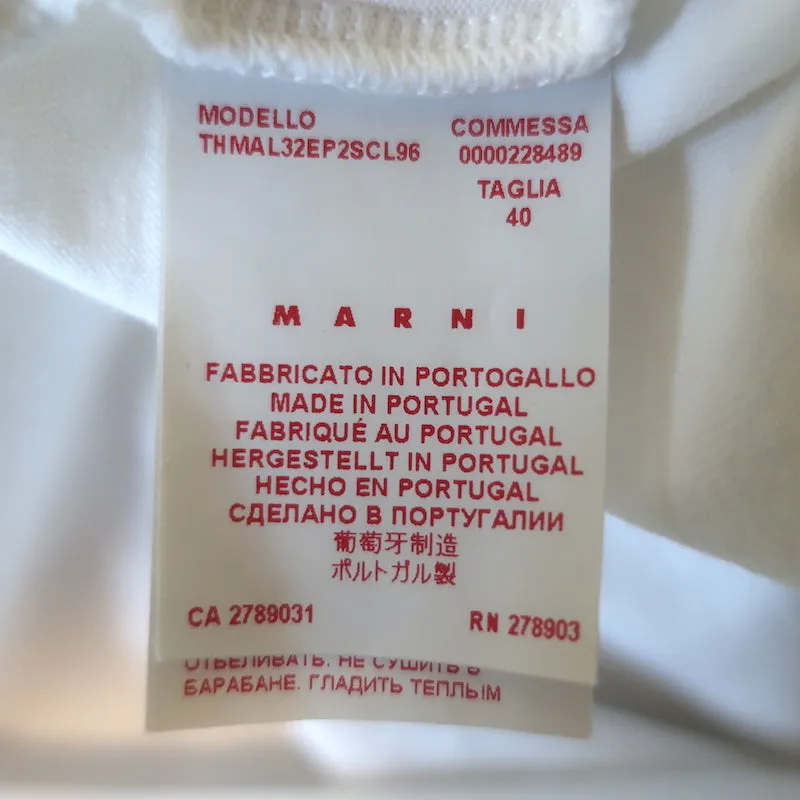 MODELLO
THMAL32EP2SCL96
COMMESSA
0000228489
TAGLIA
40
MARNI
FABBRICATO IN PORTOGALLO
MADE IN PORTUGAL
FABRIQUÉ AU PORTUGAL
HERGESTELLT IN PORTUGAL
HECHO EN PORTUGAL
СДЕЛАНО В ПОРТУГАЛИИ
葡萄牙制造
ポルトガル製
CA 2789031
RN 278903
ОТБЕЛИВАТЬ. НЕ СУШИТЬ В
БАРАБАНЕ. ГЛАДИТЬ ТЕПЛЫМ